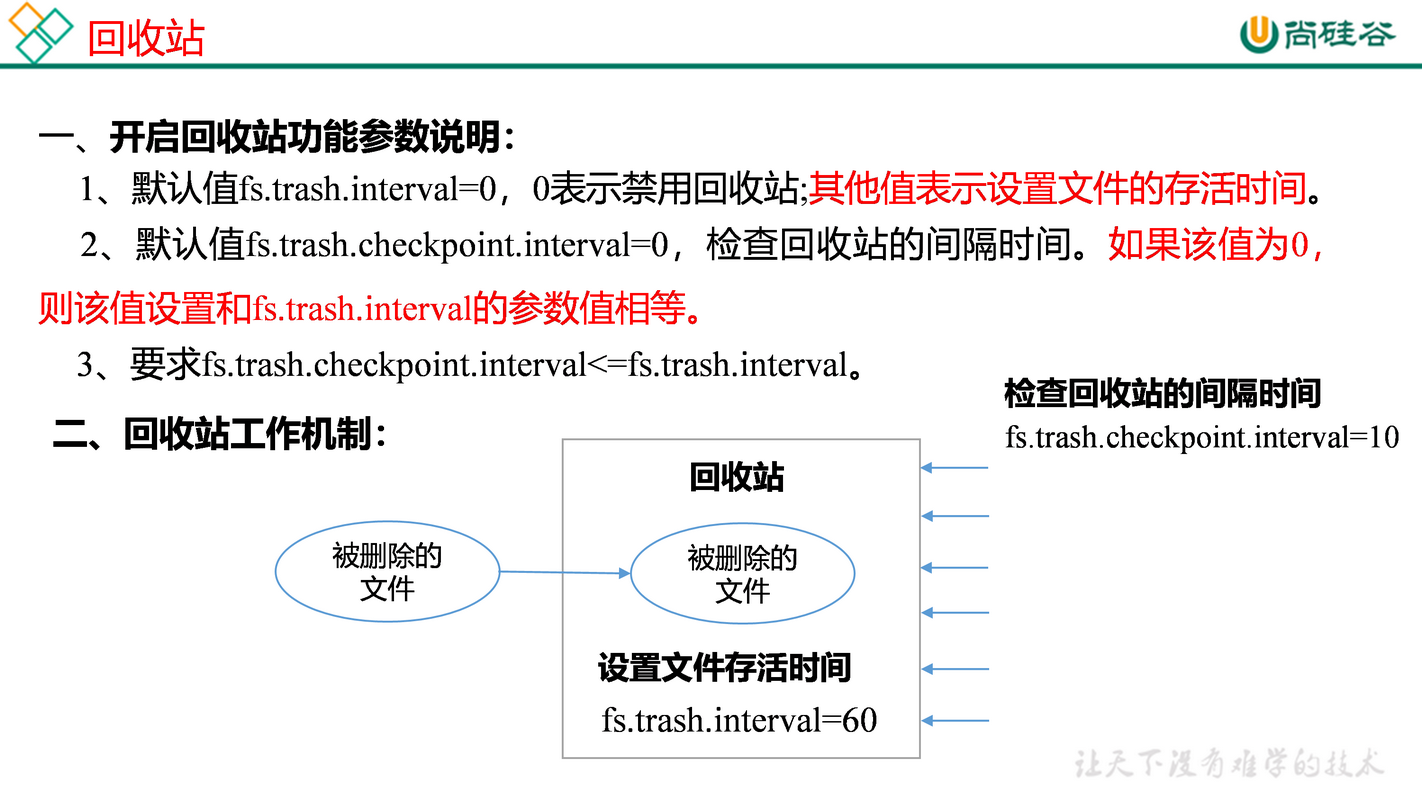 回收站
尚硅谷
一、开启回收站功能参数说明：
1、默认值fs.trash.interval=0，0表示禁用回收站;其他值表示设置文件的存活时间。
2、默认值fs.trash.checkpoint.interval=0，检查回收站的间隔时间。如果该值为0，
则该值设置和fs.trash.interval的参数值相等。
3、要求fs.trash.checkpoint.interval<=fs.trash.interval。
二、回收站工作机制：
检查回收站的间隔时间
fs.trash.checkpoint.interval=10
回收站
被删除的
文件
被删除的
文件
设置文件存活时间
fs.trash.interval=60
让天下没有难学的技术